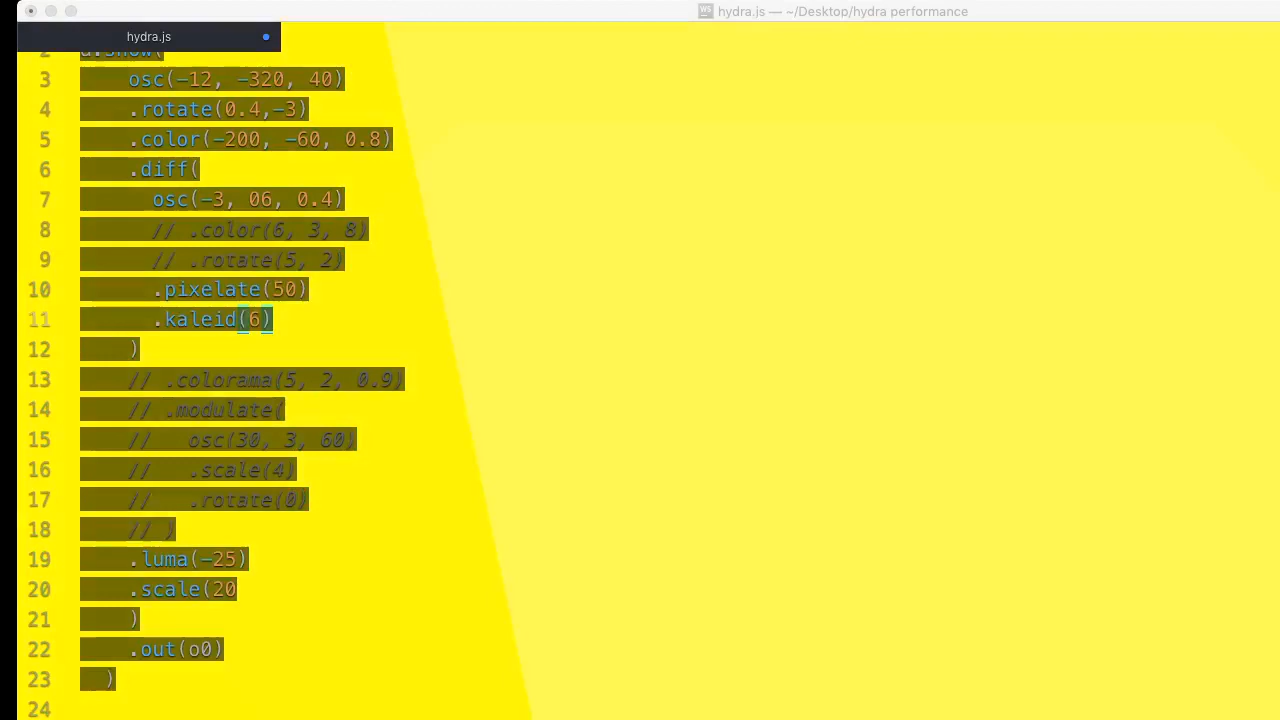 WS hydra.js — ~/Desktop/hydra performance
hydra.js
2
3 osc(-12, -320, 40)
4 .rotate(0.4,-3)
5 .color(-200, -60, 0.8)
6 .diff(
7 osc(-3, 06, 0.4)
8 // .color(6, 3, 8)
9 // .rotate(5, 2)
10 .pixelate(50)
11 .kaleid(6)
12 )
13 // .colorama(5, 2, 0.9)
14 // .modulate(
15 // osc(30, 3, 60)
16 // .scale(4)
17 // .rotate(0)
18 // )
19 .luma(-25)
20 .scale(20
21 )
22 .out(o0)
23 )
24